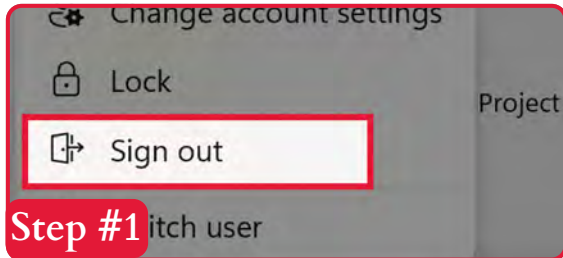 Change account settings
Lock
Project
Sign out
Step #1 itch user